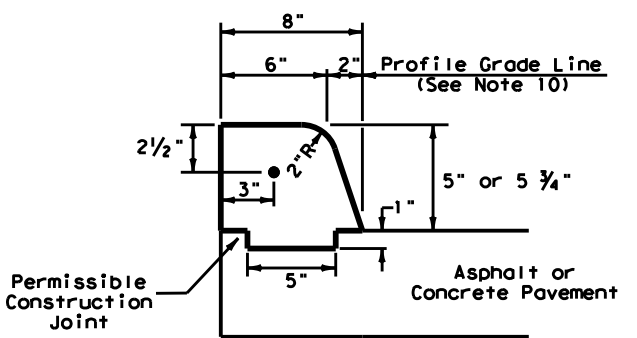 8"
6"
2"
Profile Grade Line
(See Note 10)
2½"
2"R
3"
5" or 5 ¾"
1"
5"
Permissible
Construction
Joint
Asphalt or
Concrete Pavement